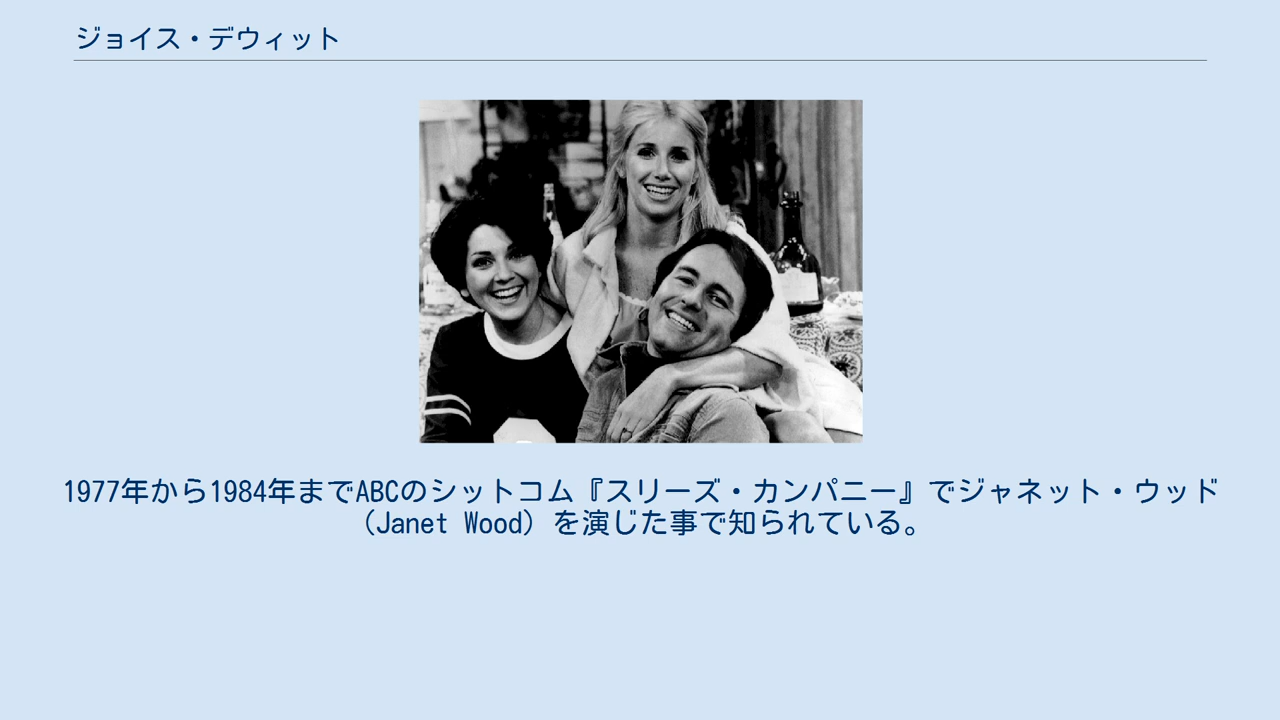 ジョイス・デウィット
1977年から1984年までABCのシットコム『スリーズ・カンパニー』でジャネット・ウッド
（Janet Wood）を演じた事で知られている。